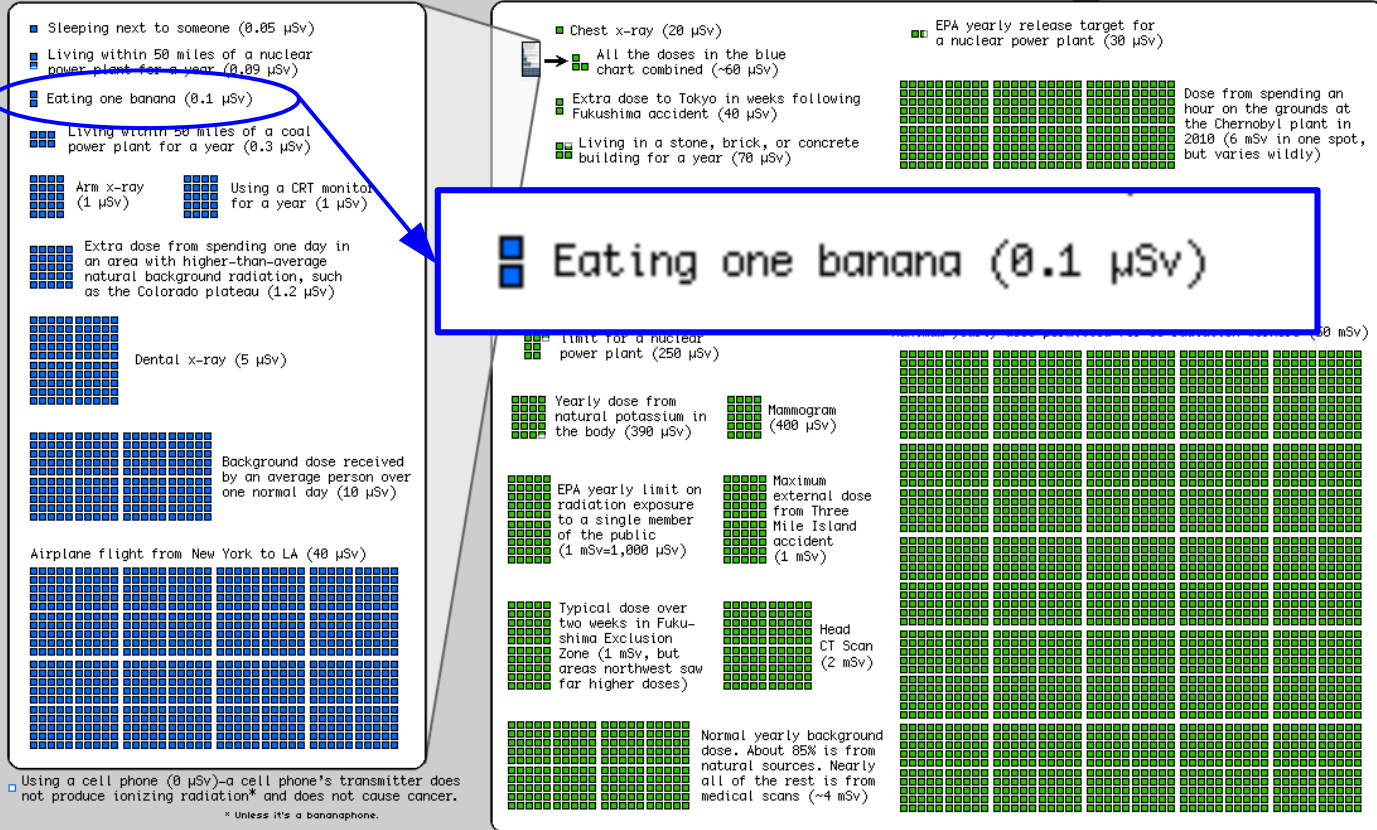 Sleeping next to someone (0.05 µSv)
Living within 50 miles of a nuclear
power plant for a year (0.09 µSv)
Eating one banana (0.1 µSv)
Living within 50 miles of a coal
power plant for a year (0.3 µSv)
Arm x-ray
(1 µSv)
Using a CRT monitor
for a year (1 µSv)
Extra dose from spending one day in
an area with higher-than-average
natural background radiation, such
as the Colorado plateau (1.2 µSv)
Dental x-ray (5 µSv)
Background dose received
by an average person over
one normal day (10 µSv)
Airplane flight from New York to LA (40 µSv)
Using a cell phone (0 µSv)-a cell phone's transmitter does
not produce ionizing radiation* and does not cause cancer.
* Unless it's a bananaphone.
Chest x-ray (20 µSv)
All the doses in the blue
chart combined (~60 µSv)
Extra dose to Tokyo in weeks following
Fukushima accident (40 µSv)
Living in a stone, brick, or concrete
building for a year (70 µSv)
EPA yearly release target for
a nuclear power plant (30 µSv)
Dose from spending an
hour on the grounds at
the Chernobyl plant in
2010 (6 mSv in one spot,
but varies wildly)
Eating one banana (0.1 µSv)
limit for a nuclear
power plant (250 µSv)
mSv)
Yearly dose from
natural potassium in
the body (390 µSv)
Mammogram
(400 µSv)
EPA yearly limit on
radiation exposure
to a single member
of the public
(1 mSv=1,000 µSv)
Maximum
external dose
from Three
Mile Island
accident
(1 mSv)
Typical dose over
two weeks in Fuku-
shima Exclusion
Zone (1 mSv, but
areas northwest saw
far higher doses)
Head
CT Scan
(2 mSv)
Normal yearly background
dose. About 85% is from
natural sources. Nearly
all of the rest is from
medical scans (~4 mSv)